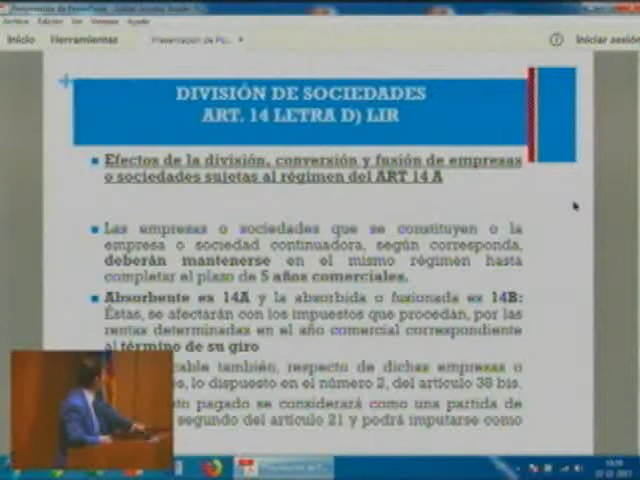 Iniciar sesión
Inicio Herramientas
DIVISIÓN DE SOCIEDADES
ART. 14 LETRA D) LIR
Efectos de la división, conversión y fusión de empresas
o sociedades sujetas al régimen del ART 14 A
Las empresas o sociedades que se constituyen o la
empresa o sociedad continuadora, según corresponda,
deberán mantenerse en el mismo régimen hasta
completar el plazo de 5 años comerciales.
Absorbente es 14A y la absorbida o fusionada es 14B:
Éstas, se afectarán con los impuestos que procedan, por las
rentas determinadas en el año comercial correspondiente
al término de su giro
también, respecto de dichas empresas o
lo dispuesto en el número 2, del artículo 38 bis.
pagado se considerará como una partida de
segundo del artículo 21 y podrá imputarse como